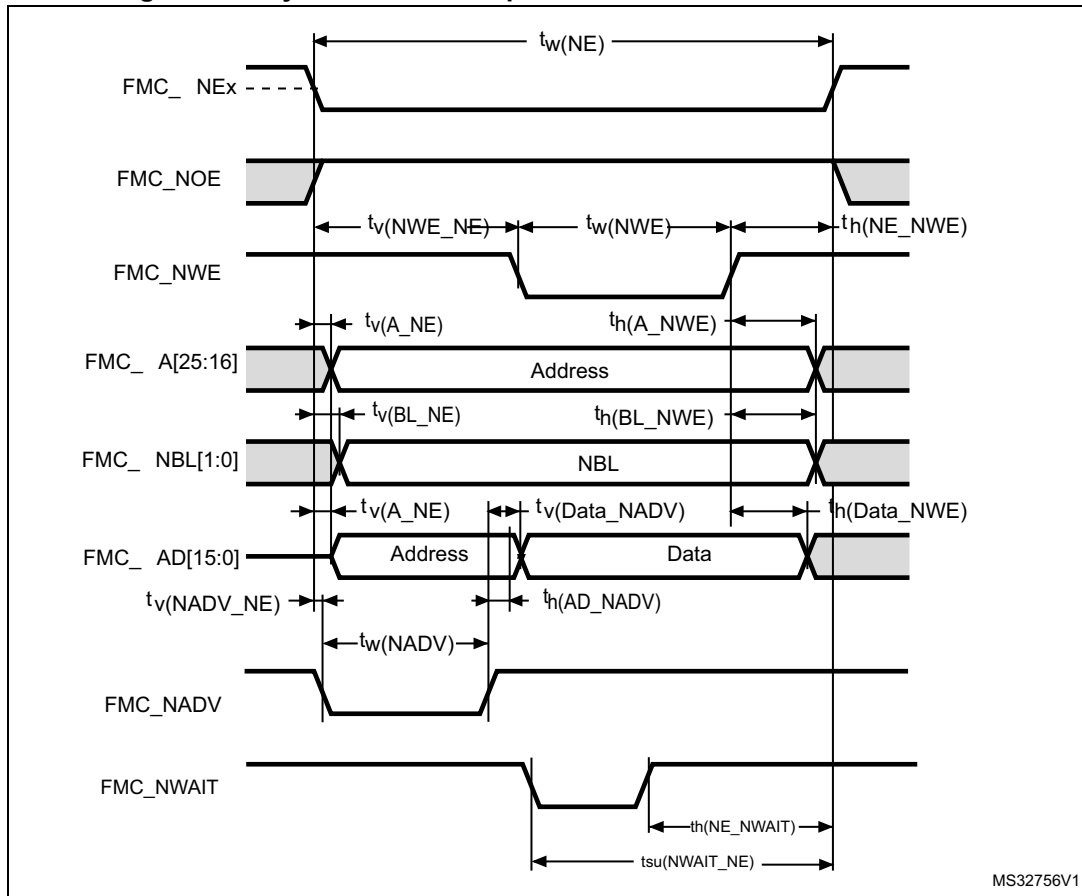 tw(NE)
FMC_ NEx
FMC_NOE
tv(NWE_NE)
tw(NWE)
th(NE_NWE)
FMC_NWE
tv(A_NE)
th(A_NWE)
FMC_ A[25:16]
Address
tv(BL_NE)
th(BL_NWE)
FMC_ NBL[1:0]
NBL
tv(A_NE)
tv(Data_NADV)
th(Data_NWE)
FMC_ AD[15:0]
Address
Data
tv(NADV_NE)
th(AD_NADV)
tw(NADV)
FMC_NADV
FMC_NWAIT
th(NE_NWAIT)
tsu(NWAIT_NE)
MS32756V1